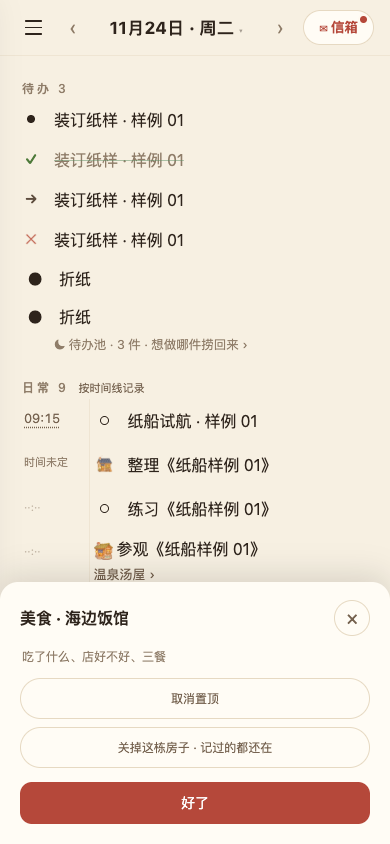 11月24日 · 周二
信箱
待办 3
装订纸样 · 样例 01
装订纸样 · 样例 01
装订纸样 · 样例 01
装订纸样 · 样例 01
折纸
折纸
待办池 · 3 件 · 想做哪件捞回来 ›
日常 9 按时间线记录
09:15 纸船试航 · 样例 01
时间未定 整理《纸船样例 01》
--:-- 练习《纸船样例 01》
--:-- 参观《纸船样例 01》
温泉汤屋 ›
美食 · 海边饭馆
吃了什么、店好不好、三餐
取消置顶
关掉这栋房子 · 记过的都还在
好了